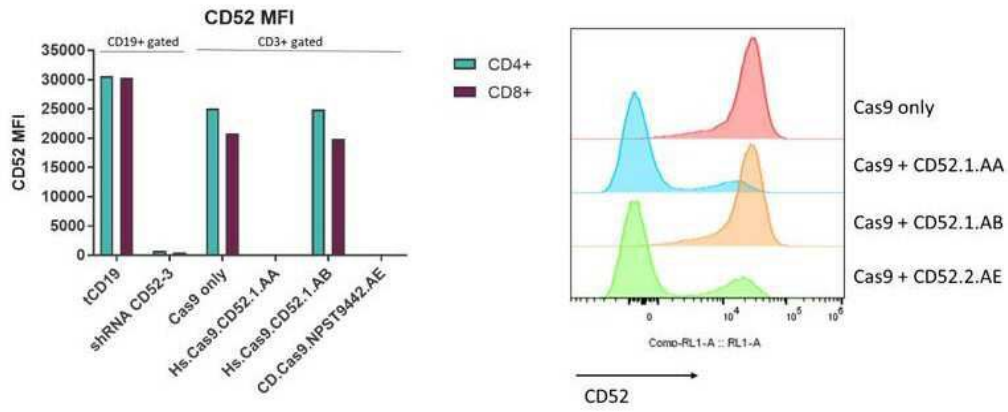 CD52 MFI
CD19+ gated
CD3+ gated
35000
30000
25000
20000
15000
10000
5000
0
CD52 MFI
tCD19
shRNA CD52-3
Cas9 only
Hs.Cas9.CD52.1.AA
Hs.Cas9.CD52.1.AB
CD.Cas9.NPST9442.AE
CD4+
CD8+
Cas9 only
Cas9 + CD52.1.AA
Cas9 + CD52.1.AB
Cas9 + CD52.2.AE
0 10^4 10^5 10^6
Comp-RL1-A :: RL1-A
CD52